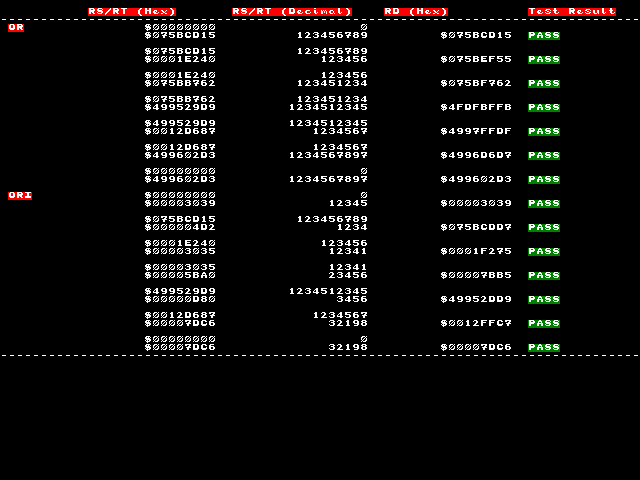 RS/RT (Hex) RS/RT (Decimal) RD (Hex) Test Result
--------------------------------------------------------------------------------
OR $00000000 0
$075BCD15 123456789 $075BCD15 PASS
$075BCD15 123456789
$0001E240 123456 $075BEF55 PASS
$0001E240 123456
$075BB762 123451234 $075BF762 PASS
$075BB762 123451234
$499529D9 1234512345 $4FDFBFFB PASS
$499529D9 1234512345
$0012D687 1234567 $4997FFDF PASS
$0012D687 1234567
$499602D3 1234567897 $4996D6D7 PASS
$00000000 0
$499602D3 1234567897 $499602D3 PASS
ORI $00000000 0
$00003039 12345 $00003039 PASS
$075BCD15 123456789
$000004D2 1234 $075BCDD7 PASS
$0001E240 123456
$00003035 12341 $0001F275 PASS
$00003035 12341
$00005BA0 23456 $00007BB5 PASS
$499529D9 1234512345
$00000D80 3456 $49952DD9 PASS
$0012D687 1234567
$00007DC6 32198 $0012FFC7 PASS
$00000000 0
$00007DC6 32198 $00007DC6 PASS
--------------------------------------------------------------------------------